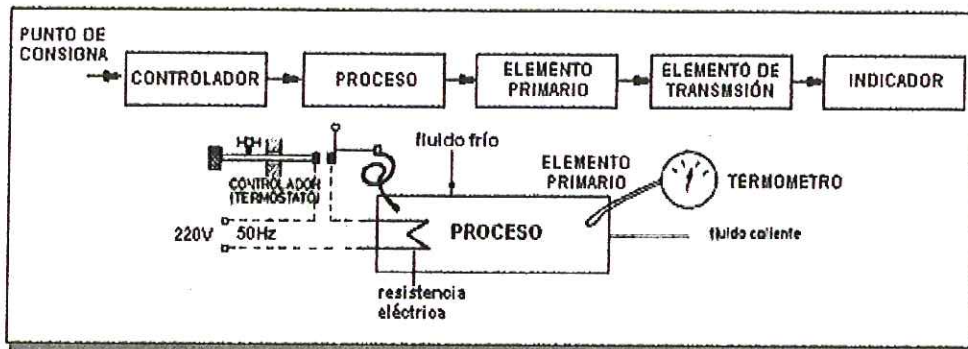 PUNTO DE
CONSIGNA
CONTROLADOR
PROCESO
ELEMENTO
PRIMARIO
ELEMENTO DE
TRANSMSIÓN
INDICADOR
fluido frío
ELEMENTO
PRIMARIO
TERMOMETRO
CONTROLADOR
(TERMOSTATO)
220V
50Hz
PROCESO
fluido caliente
resistencia
eléctrica